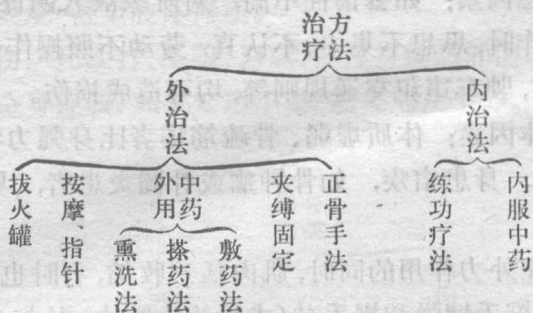 治疗方法
外治法
内治法
拔火罐
按摩、指针
外用中药
夹缚固定
正骨手法
练功疗法
内服中药
熏洗法
搽药法
敷药法